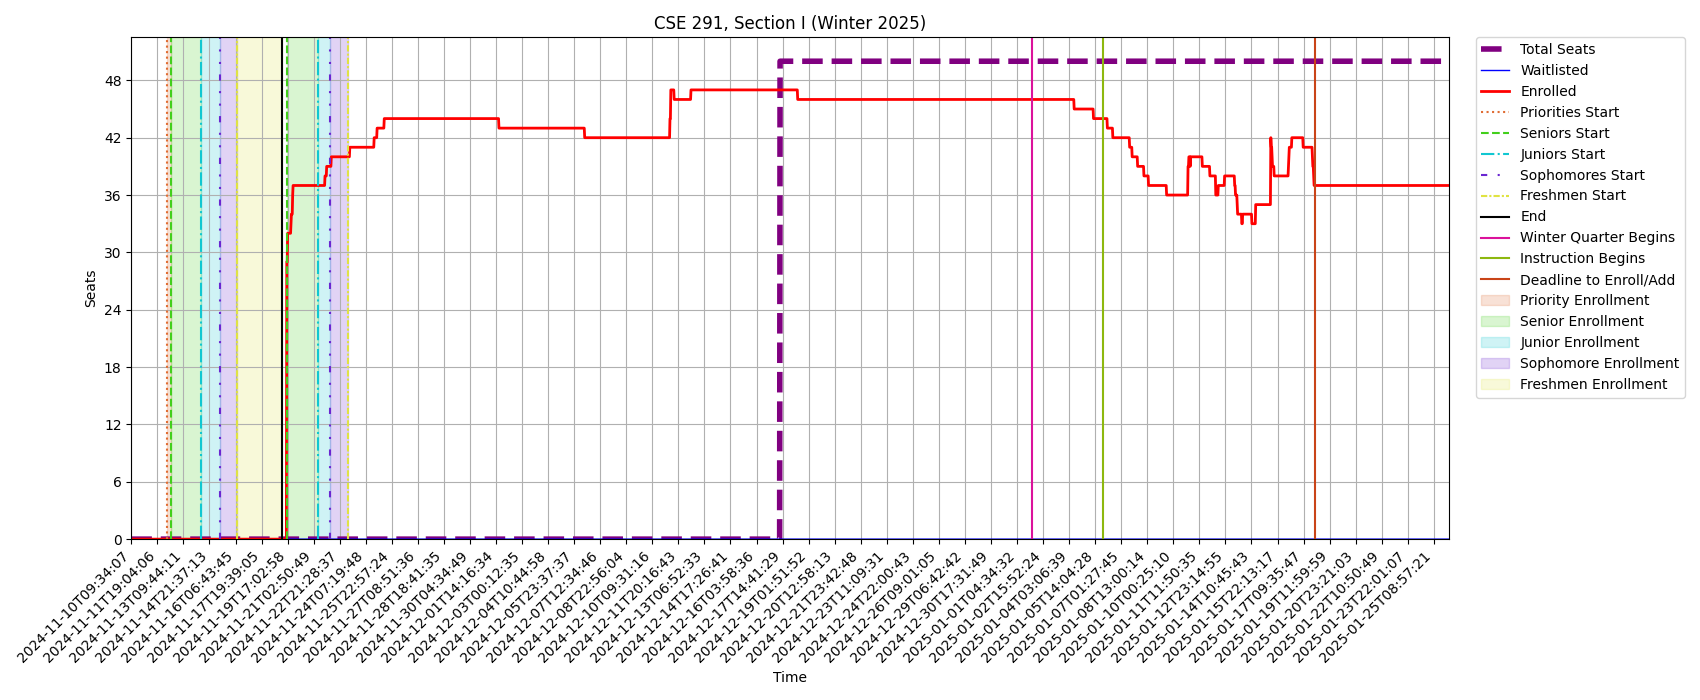 CSE 291, Section I (Winter 2025)
Seats
48
42
36
30
24
18
12
6
0
2024-11-10T09:34:07
2024-11-11T19:04:06
2024-11-13T09:44:11
2024-11-14T21:37:13
2024-11-16T06:43:45
2024-11-17T19:39:05
2024-11-19T17:02:58
2024-11-21T02:50:49
2024-11-22T21:28:37
2024-11-24T07:19:48
2024-11-25T22:57:24
2024-11-27T08:51:36
2024-11-28T18:41:35
2024-11-30T04:34:49
2024-12-01T14:16:34
2024-12-03T00:12:35
2024-12-04T10:44:58
2024-12-05T23:37:37
2024-12-07T12:34:46
2024-12-08T22:56:04
2024-12-10T09:31:16
2024-12-11T20:16:43
2024-12-13T06:52:33
2024-12-14T17:26:41
2024-12-16T03:58:36
2024-12-17T14:41:29
2024-12-19T01:51:52
2024-12-20T12:58:13
2024-12-21T23:42:48
2024-12-23T11:09:31
2024-12-24T22:00:43
2024-12-26T09:01:05
2024-12-29T06:42:42
2024-12-30T17:31:49
2025-01-01T04:34:32
2025-01-02T15:52:24
2025-01-04T03:06:39
2025-01-05T14:04:28
2025-01-07T01:27:45
2025-01-08T13:00:14
2025-01-10T00:25:10
2025-01-11T11:50:35
2025-01-12T23:14:55
2025-01-14T10:45:43
2025-01-15T22:13:17
2025-01-17T09:35:47
2025-01-19T11:59:59
2025-01-20T23:21:03
2025-01-22T10:50:49
2025-01-23T22:01:07
2025-01-25T08:57:21
Time
Total Seats
Waitlisted
Enrolled
Priorities Start
Seniors Start
Juniors Start
Sophomores Start
Freshmen Start
End
Winter Quarter Begins
Instruction Begins
Deadline to Enroll/Add
Priority Enrollment
Senior Enrollment
Junior Enrollment
Sophomore Enrollment
Freshmen Enrollment